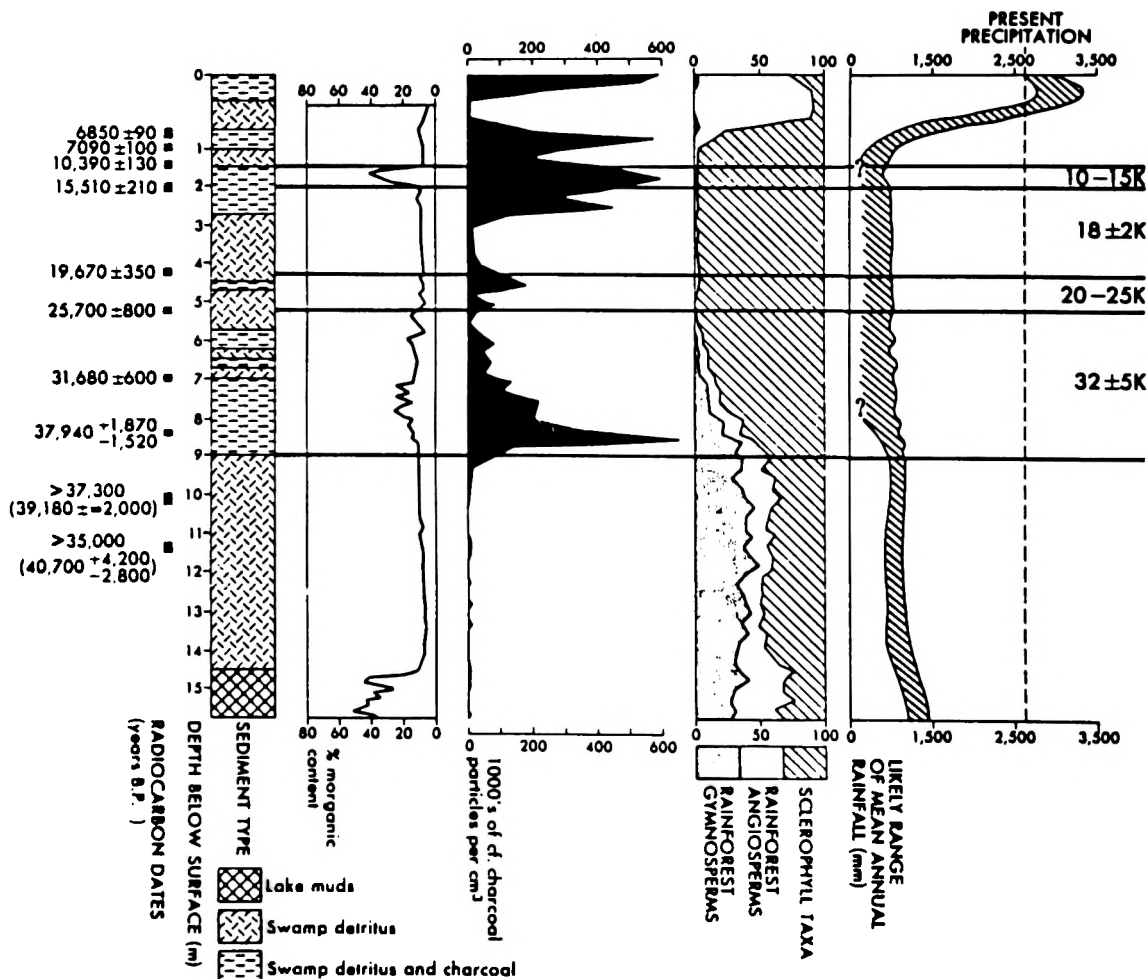 PRESENT
PRECIPITATION
0 200 400 600
0 50 100
0 1,500 2,600 3,500
80 40 20 0
60
0
6850 ±90
7090 ±100
1
10,390 ±130
15,510 ±210
2
10–15K
3
18 ±2K
4
19,670 ±350
20–25K
5
25,700 ±800
6
31,680 ±600
7
32 ±5K
?
?
8
37,940 +1,870
−1,520
9
>37,300
(39,180 ±=2,000)
10
>35,000
(40,700 +4,200
−2,800)
11
12
13
14
15
80 60 40 20 0
0 200 400 600
0 50 100
0 1,500 2,500 3,500
RADIOCARBON DATES
(years B.P. )
DEPTH BELOW SURFACE (m)
SEDIMENT TYPE
% morganic
content
1000's of cf. charcoal
particles per cm3
RAINFOREST
GYMNOSPERMS
RAINFOREST
ANGIOSPERMS
SCLEROPHYLL TAXA
LIKELY RANGE
OF MEAN ANNUAL
RAINFALL (mm)
Lake muds
Swamp detritus
Swamp detritus and charcoal